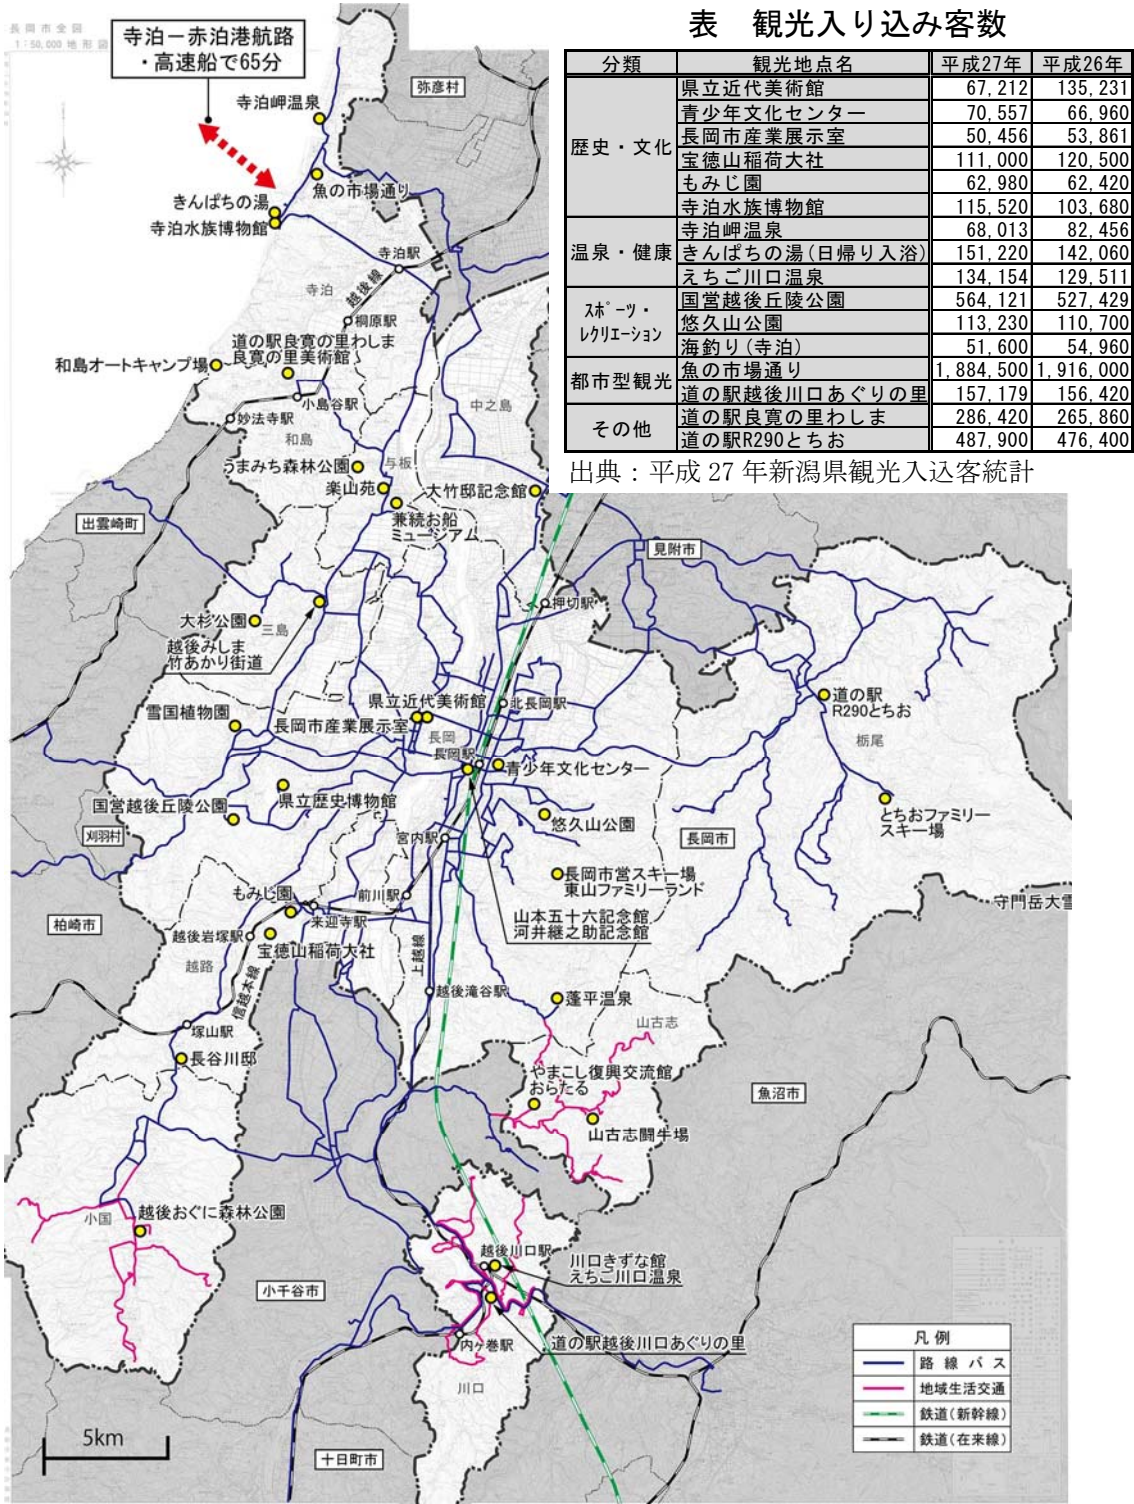 長岡市全図
1:50,000 地形図
寺泊－赤泊港航路
・高速船で65分
表　観光入り込み客数
分類 観光地点名 平成27年 平成26年
歴史・文化
県立近代美術館 67,212 135,231
青少年文化センター 70,557 66,960
長岡市産業展示室 50,456 53,861
宝徳山稲荷大社 111,000 120,500
もみじ園 62,980 62,420
寺泊水族博物館 115,520 103,680
温泉・健康
寺泊岬温泉 68,013 82,456
きんぱちの湯(日帰り入浴) 151,220 142,060
えちご川口温泉 134,154 129,511
スポーツ・
レクリエーション
国営越後丘陵公園 564,121 527,429
悠久山公園 113,230 110,700
海釣り(寺泊) 51,600 54,960
都市型観光
魚の市場通り 1,884,500 1,916,000
道の駅越後川口あぐりの里 157,179 156,420
その他
道の駅良寛の里わしま 286,420 265,860
道の駅R290とちお 487,900 476,400
出典：平成 27 年新潟県観光入込客統計
弥彦村
寺泊岬温泉
魚の市場通り
きんぱちの湯
寺泊水族博物館
寺泊駅
寺泊
越後線
桐原駅
道の駅良寛の里わしま
良寛の里美術館
和島オートキャンプ場
小島谷駅
中之島
妙法寺駅
和島
うまみち森林公園
与板
楽山苑
大竹邸記念館
兼続お船
ミュージアム
出雲崎町
見附市
押切駅
大杉公園
三島
越後みしま
竹あかり街道
県立近代美術館
北長岡駅
道の駅
R290とちお
雪国植物園
長岡市産業展示室
長岡
栃尾
長岡駅
青少年文化センター
県立歴史博物館
国営越後丘陵公園
とちおファミリー
スキー場
悠久山公園
刈羽村
宮内駅
長岡市
長岡市営スキー場
東山ファミリーランド
もみじ園
前川駅
守門岳大雪
来迎寺駅
山本五十六記念館
河井継之助記念館
柏崎市
越後岩塚駅
宝徳山稲荷大社
越路
上越線
信越本線
越後滝谷駅
蓬平温泉
塚山駅
山古志
長谷川邸
やまこし復興交流館
おらたる
魚沼市
山古志闘牛場
小国
越後おぐに森林公園
越後川口駅
川口きずな館
えちご川口温泉
小千谷市
内ヶ巻駅
道の駅越後川口あぐりの里
川口
十日町市
5km
凡例
路線バス
地域生活交通
鉄道(新幹線)
鉄道(在来線)